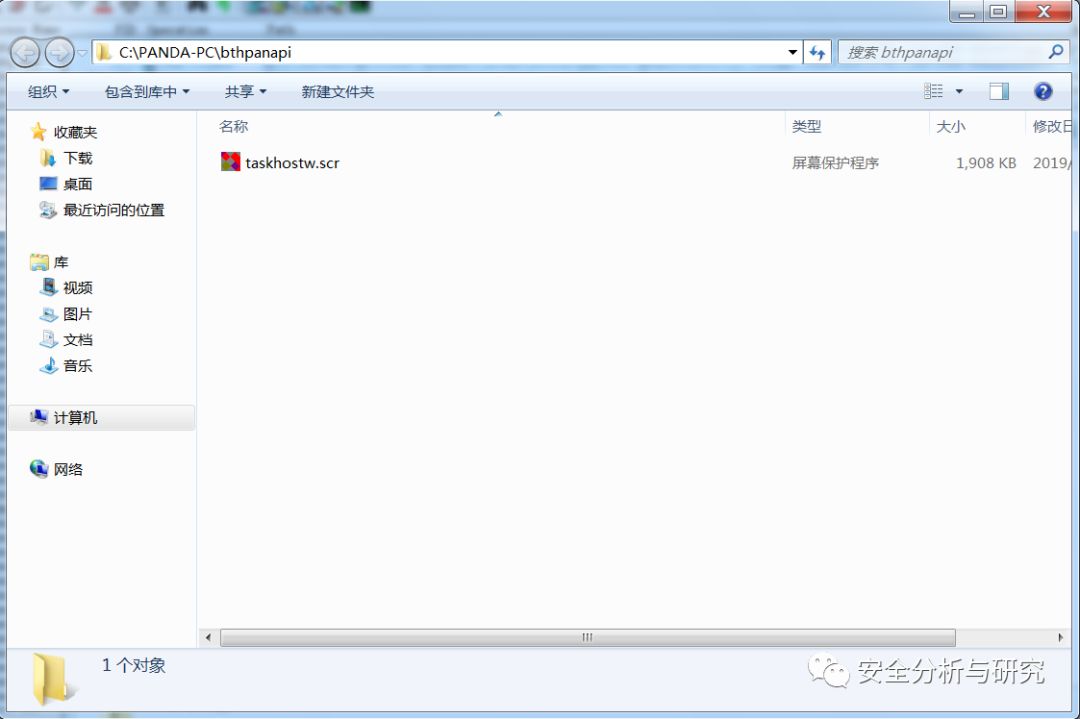 C:\PANDA-PC\bthpanapi
搜索 bthpanapi
组织 包含到库中 共享 新建文件夹
名称 类型 大小 修改日
taskhostw.scr 屏幕保护程序 1,908 KB 2019/
收藏夹
下载
桌面
最近访问的位置
库
视频
图片
文档
音乐
计算机
网络
1 个对象
安全分析与研究